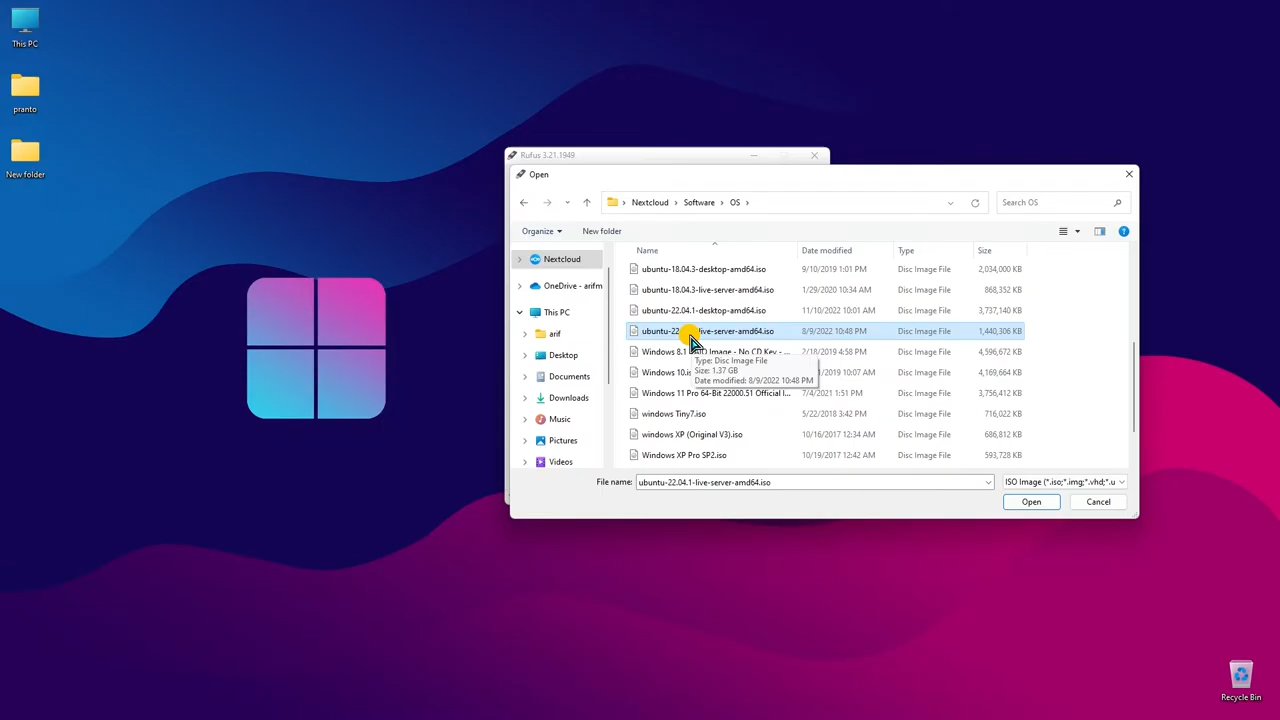 This PC
pranto
New folder
Rufus 3.21.1949
Open
Nextcloud
Software
OS
Search OS
Organize
New folder
Name
Date modified
Type
Size
Nextcloud
OneDrive - arifm
This PC
arif
Desktop
Documents
Downloads
Music
Pictures
Videos
ubuntu-18.04.3-desktop-amd64.iso 9/10/2019 1:01 PM Disc Image File 2,034,000 KB
ubuntu-18.04.3-live-server-amd64.iso 1/29/2020 10:34 AM Disc Image File 868,352 KB
ubuntu-22.04.1-desktop-amd64.iso 11/10/2022 10:01 AM Disc Image File 3,737,140 KB
ubuntu-22 live-server-amd64.iso 8/9/2022 10:48 PM Disc Image File 1,440,306 KB
Windows 8.1 Image - No CD Key - ... 2/18/2019 4:58 PM Disc Image File 4,596,672 KB
Windows 10.is /2019 10:07 AM Disc Image File 4,169,664 KB
Windows 11 Pro 64-Bit 22000.51 Official I... 7/4/2021 1:51 PM Disc Image File 3,756,412 KB
windows Tiny7.iso 5/22/2018 3:42 PM Disc Image File 716,022 KB
windows XP (Original V3).iso 10/16/2017 12:34 AM Disc Image File 686,812 KB
Windows XP Pro SP2.iso 10/19/2017 12:42 AM Disc Image File 593,728 KB
Type: Disc Image File
Size: 1.37 GB
Date modified: 8/9/2022 10:48 PM
File name: ubuntu-22.04.1-live-server-amd64.iso
ISO Image (*.iso;*.img;*.vhd;*.u
Open
Cancel
Recycle Bin